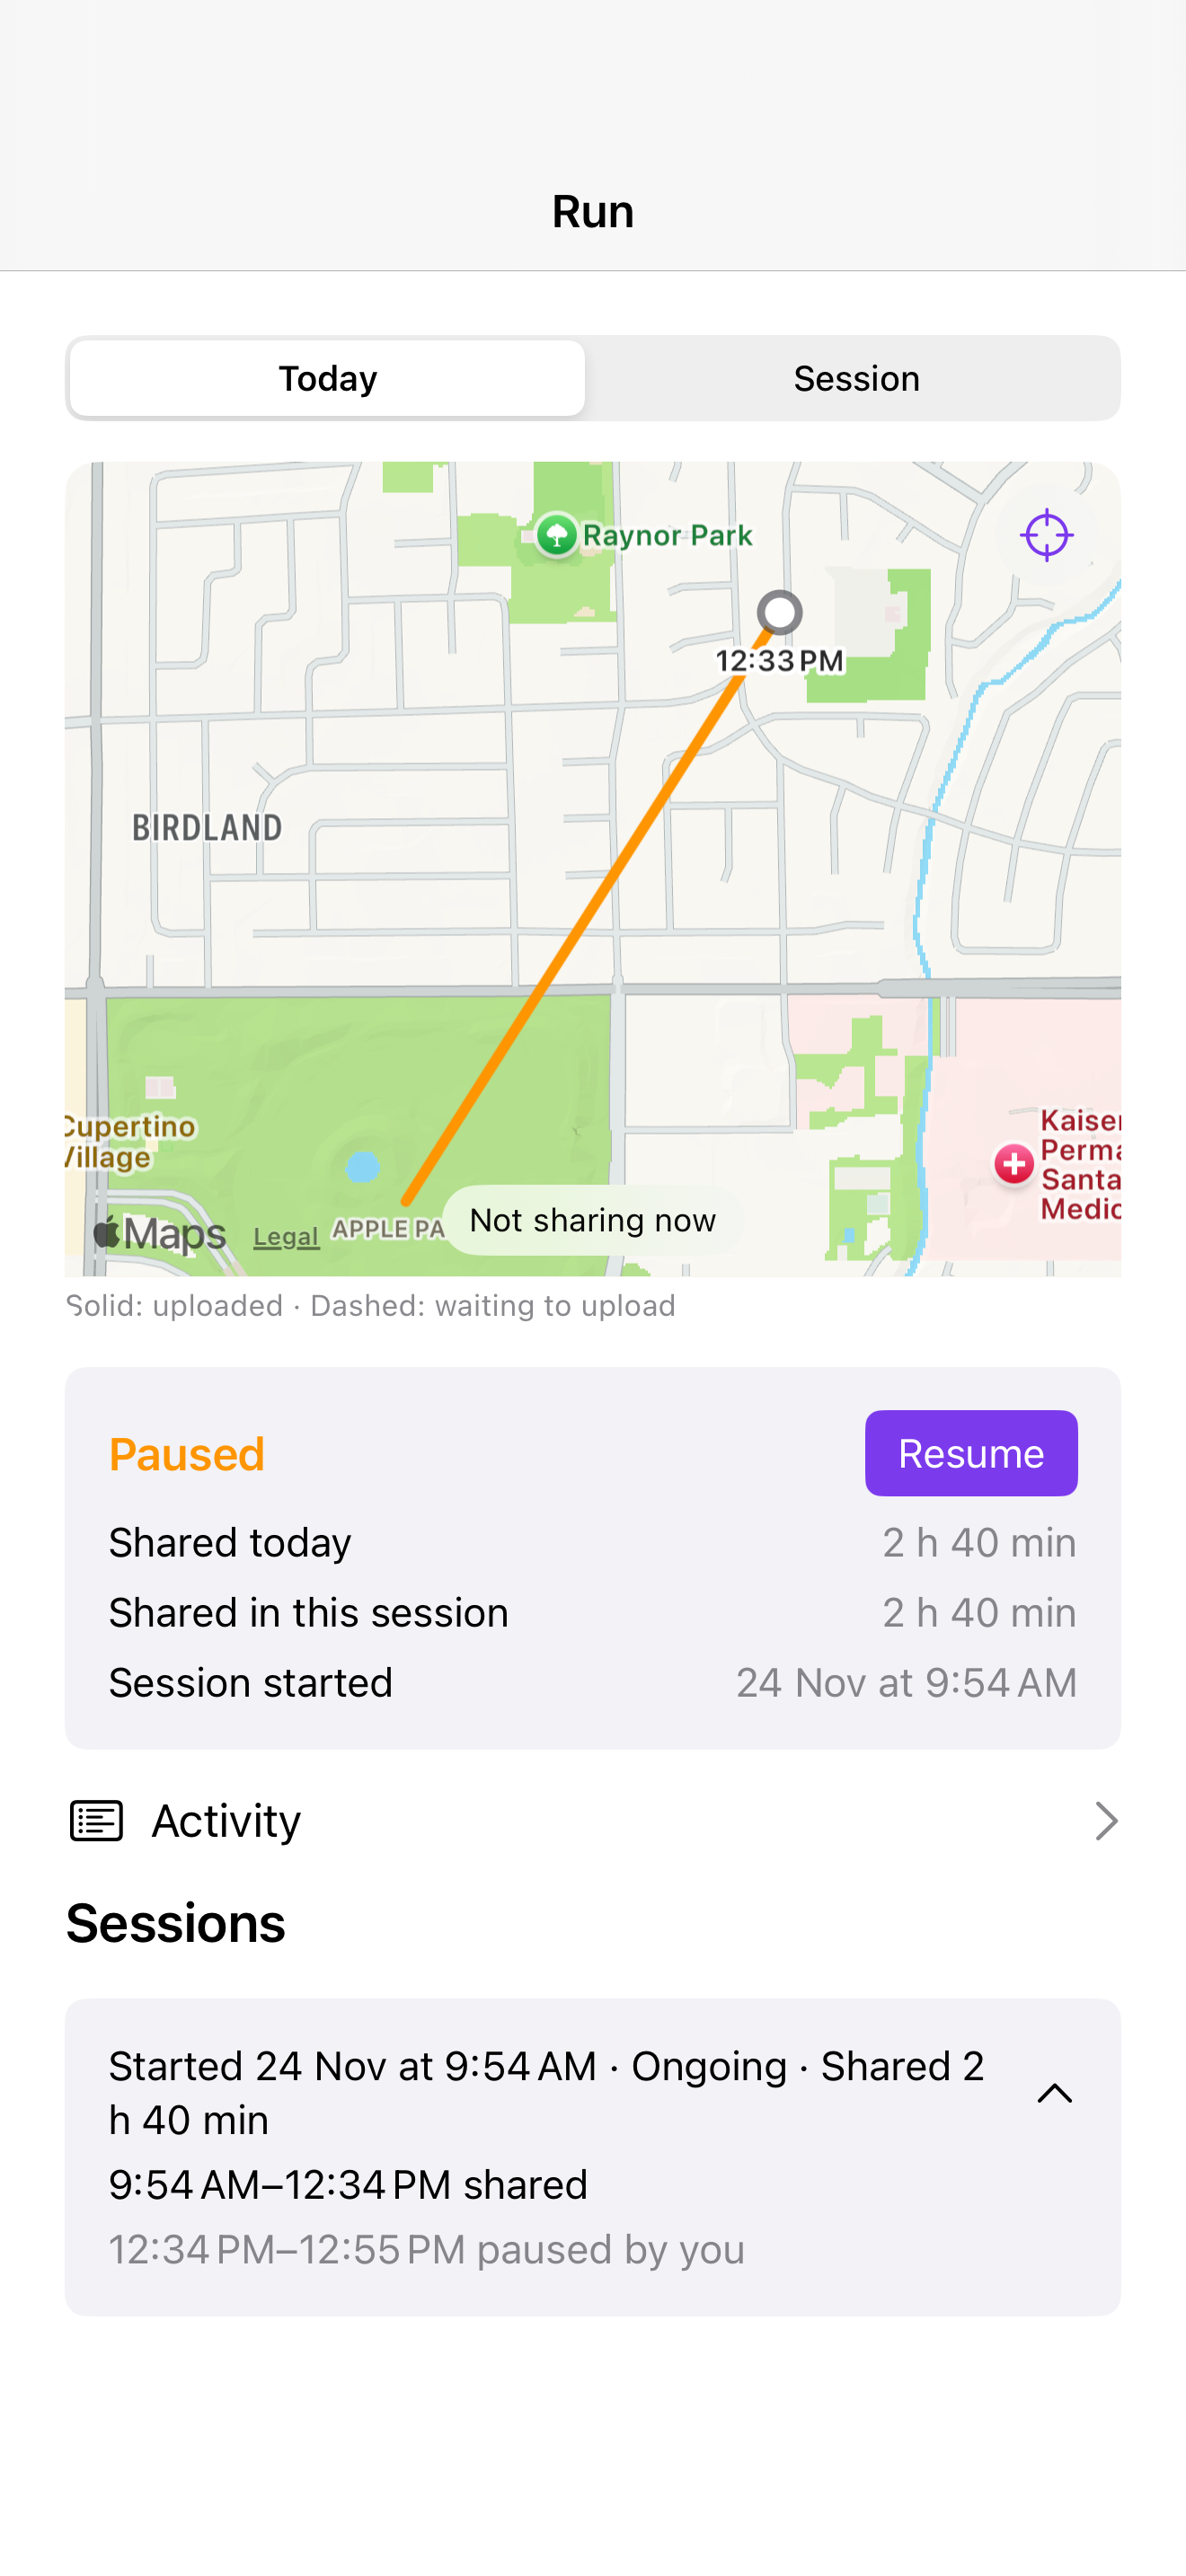 Run
Today
Session
Raynor Park
12:33 PM
BIRDLAND
Cupertino
Village
Kaiser
Perma
Santa
Medic
Maps
Legal
APPLE PA
Not sharing now
Solid: uploaded · Dashed: waiting to upload
Paused
Resume
Shared today
2 h 40 min
Shared in this session
2 h 40 min
Session started
24 Nov at 9:54 AM
Activity
Sessions
Started 24 Nov at 9:54 AM · Ongoing · Shared 2
h 40 min
9:54 AM–12:34 PM shared
12:34 PM–12:55 PM paused by you